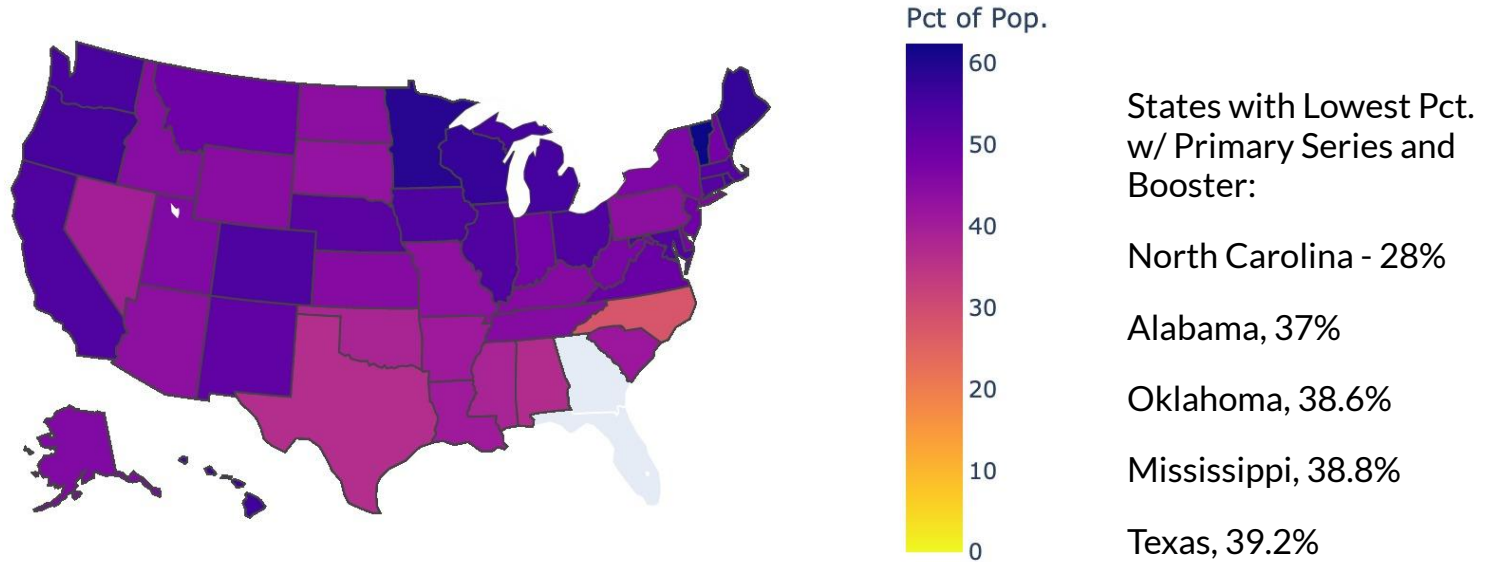 Pct of Pop.
60
50
40
30
20
10
0
States with Lowest Pct.
w/ Primary Series and
Booster:
North Carolina - 28%
Alabama, 37%
Oklahoma, 38.6%
Mississippi, 38.8%
Texas, 39.2%